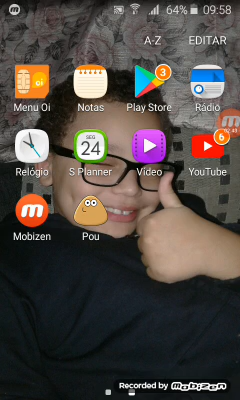 64% 09:58
A-Z EDITAR
3
Menu Oi Notas Play Store Rádio
SEG
24
6
Relógio S Planner Vídeo YouTube
Mobizen Pou
Recorded by mobizen